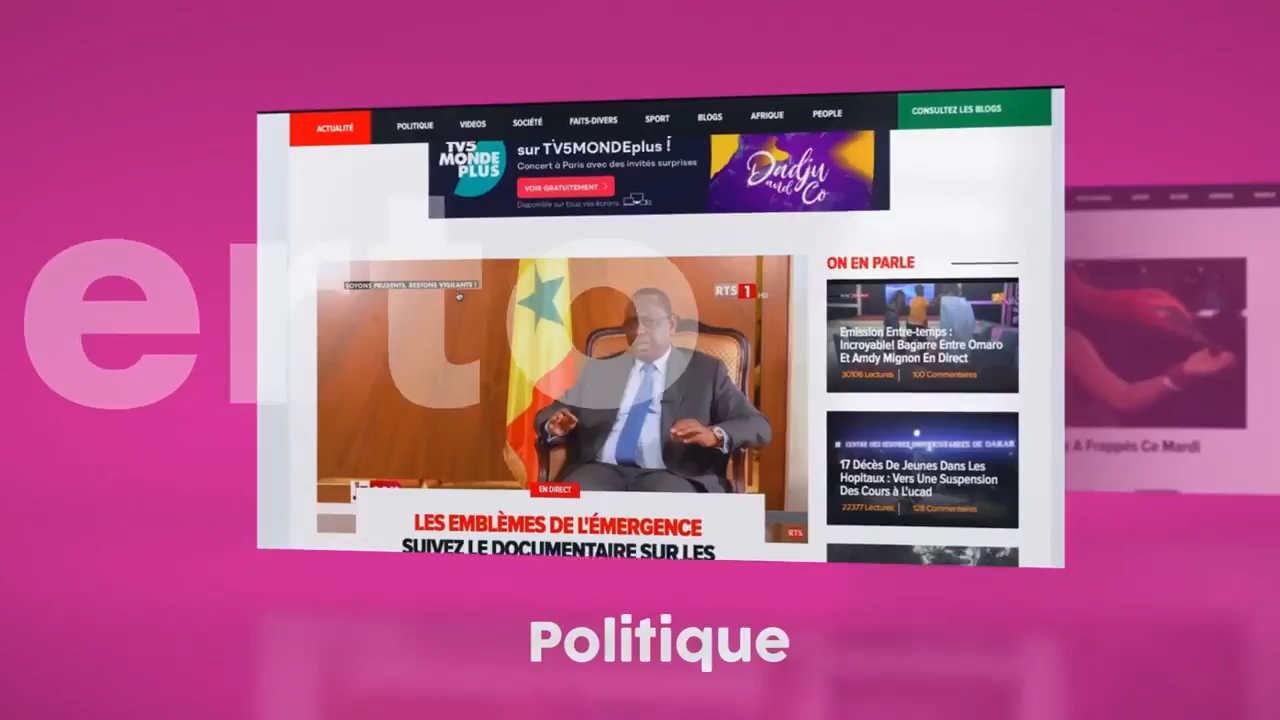 ACTUALITÉ
POLITIQUE
VIDEOS
SOCIÉTÉ
FAITS-DIVERS
SPORT
BLOGS
AFRIQUE
PEOPLE
CONSULTEZ LES BLOGS
TV5
MONDE
PLUS
sur TV5MONDEplus !
Concert à Paris avec des invités surprises
VOIR GRATUITEMENT >
Disponible sur tous vos écrans
Dadju
and
Co
erto
SOYONS PRUDENTS, RESTONS VIGILANTS !
RTS 1 HD
EN DIRECT
LES EMBLÈMES DE L'ÉMERGENCE
SUIVEZ LE DOCUMENTAIRE SUR LES
RTS
ON EN PARLE
Emission Entre-temps :
Incroyable! Bagarre Entre Omaro
Et Amdy Mignon En Direct
30106 Lectures | 100 Commentaires
CENTRE DES ŒUVRES UNIVERSITAIRES DE DAKAR
17 Décès De Jeunes Dans Les
Hopitaux : Vers Une Suspension
Des Cours à L'ucad
22377 Lectures | 128 Commentaires
A Frappés Ce Mardi
Politique